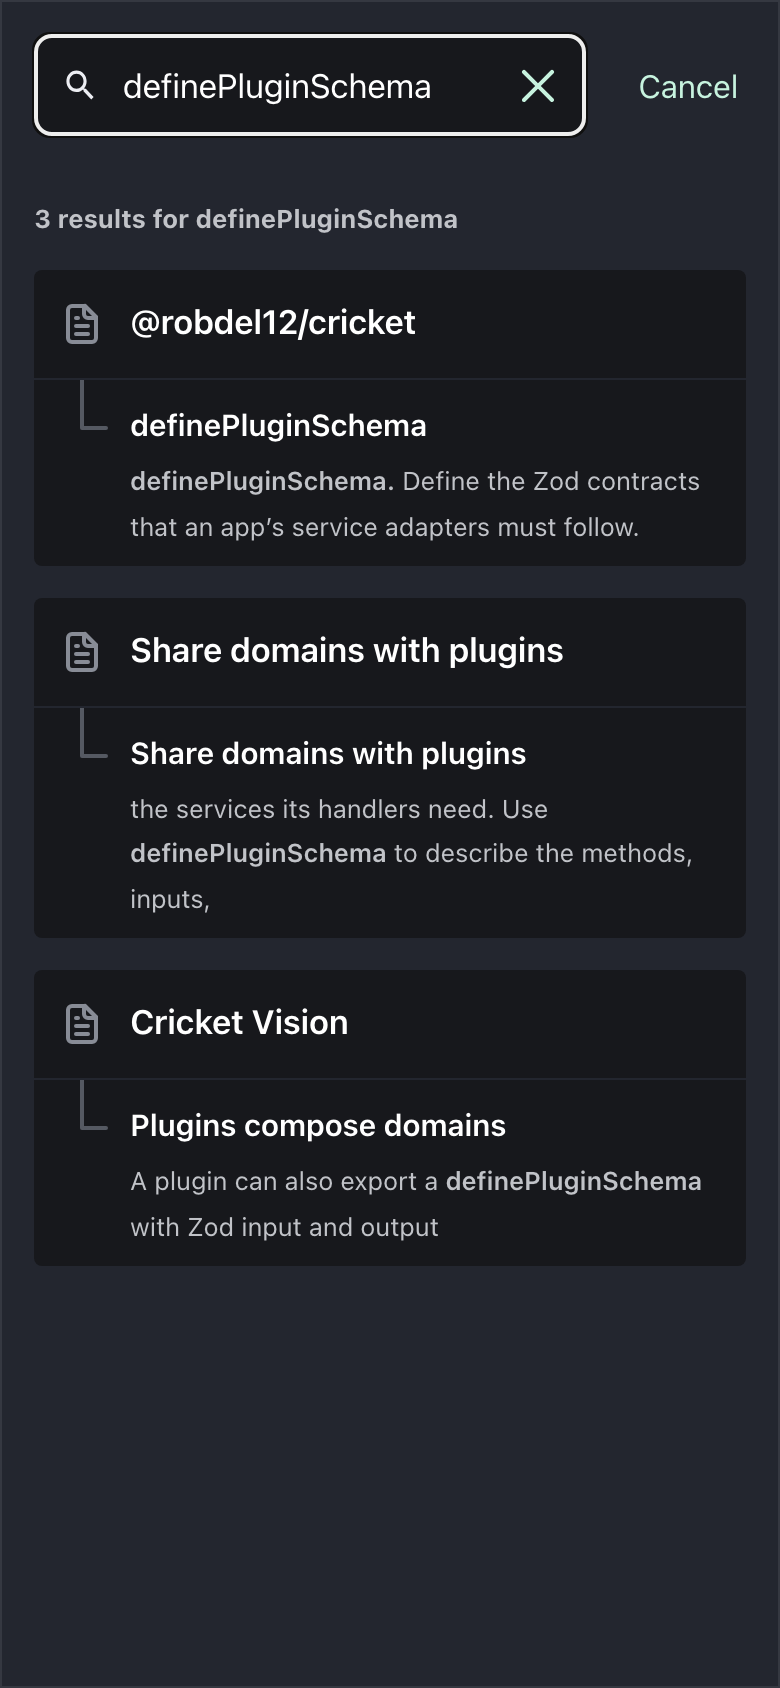 definePluginSchema
Cancel
3 results for definePluginSchema
@robdel12/cricket
definePluginSchema
definePluginSchema. Define the Zod contracts
that an app’s service adapters must follow.
Share domains with plugins
Share domains with plugins
the services its handlers need. Use
definePluginSchema to describe the methods,
inputs,
Cricket Vision
Plugins compose domains
A plugin can also export a definePluginSchema
with Zod input and output